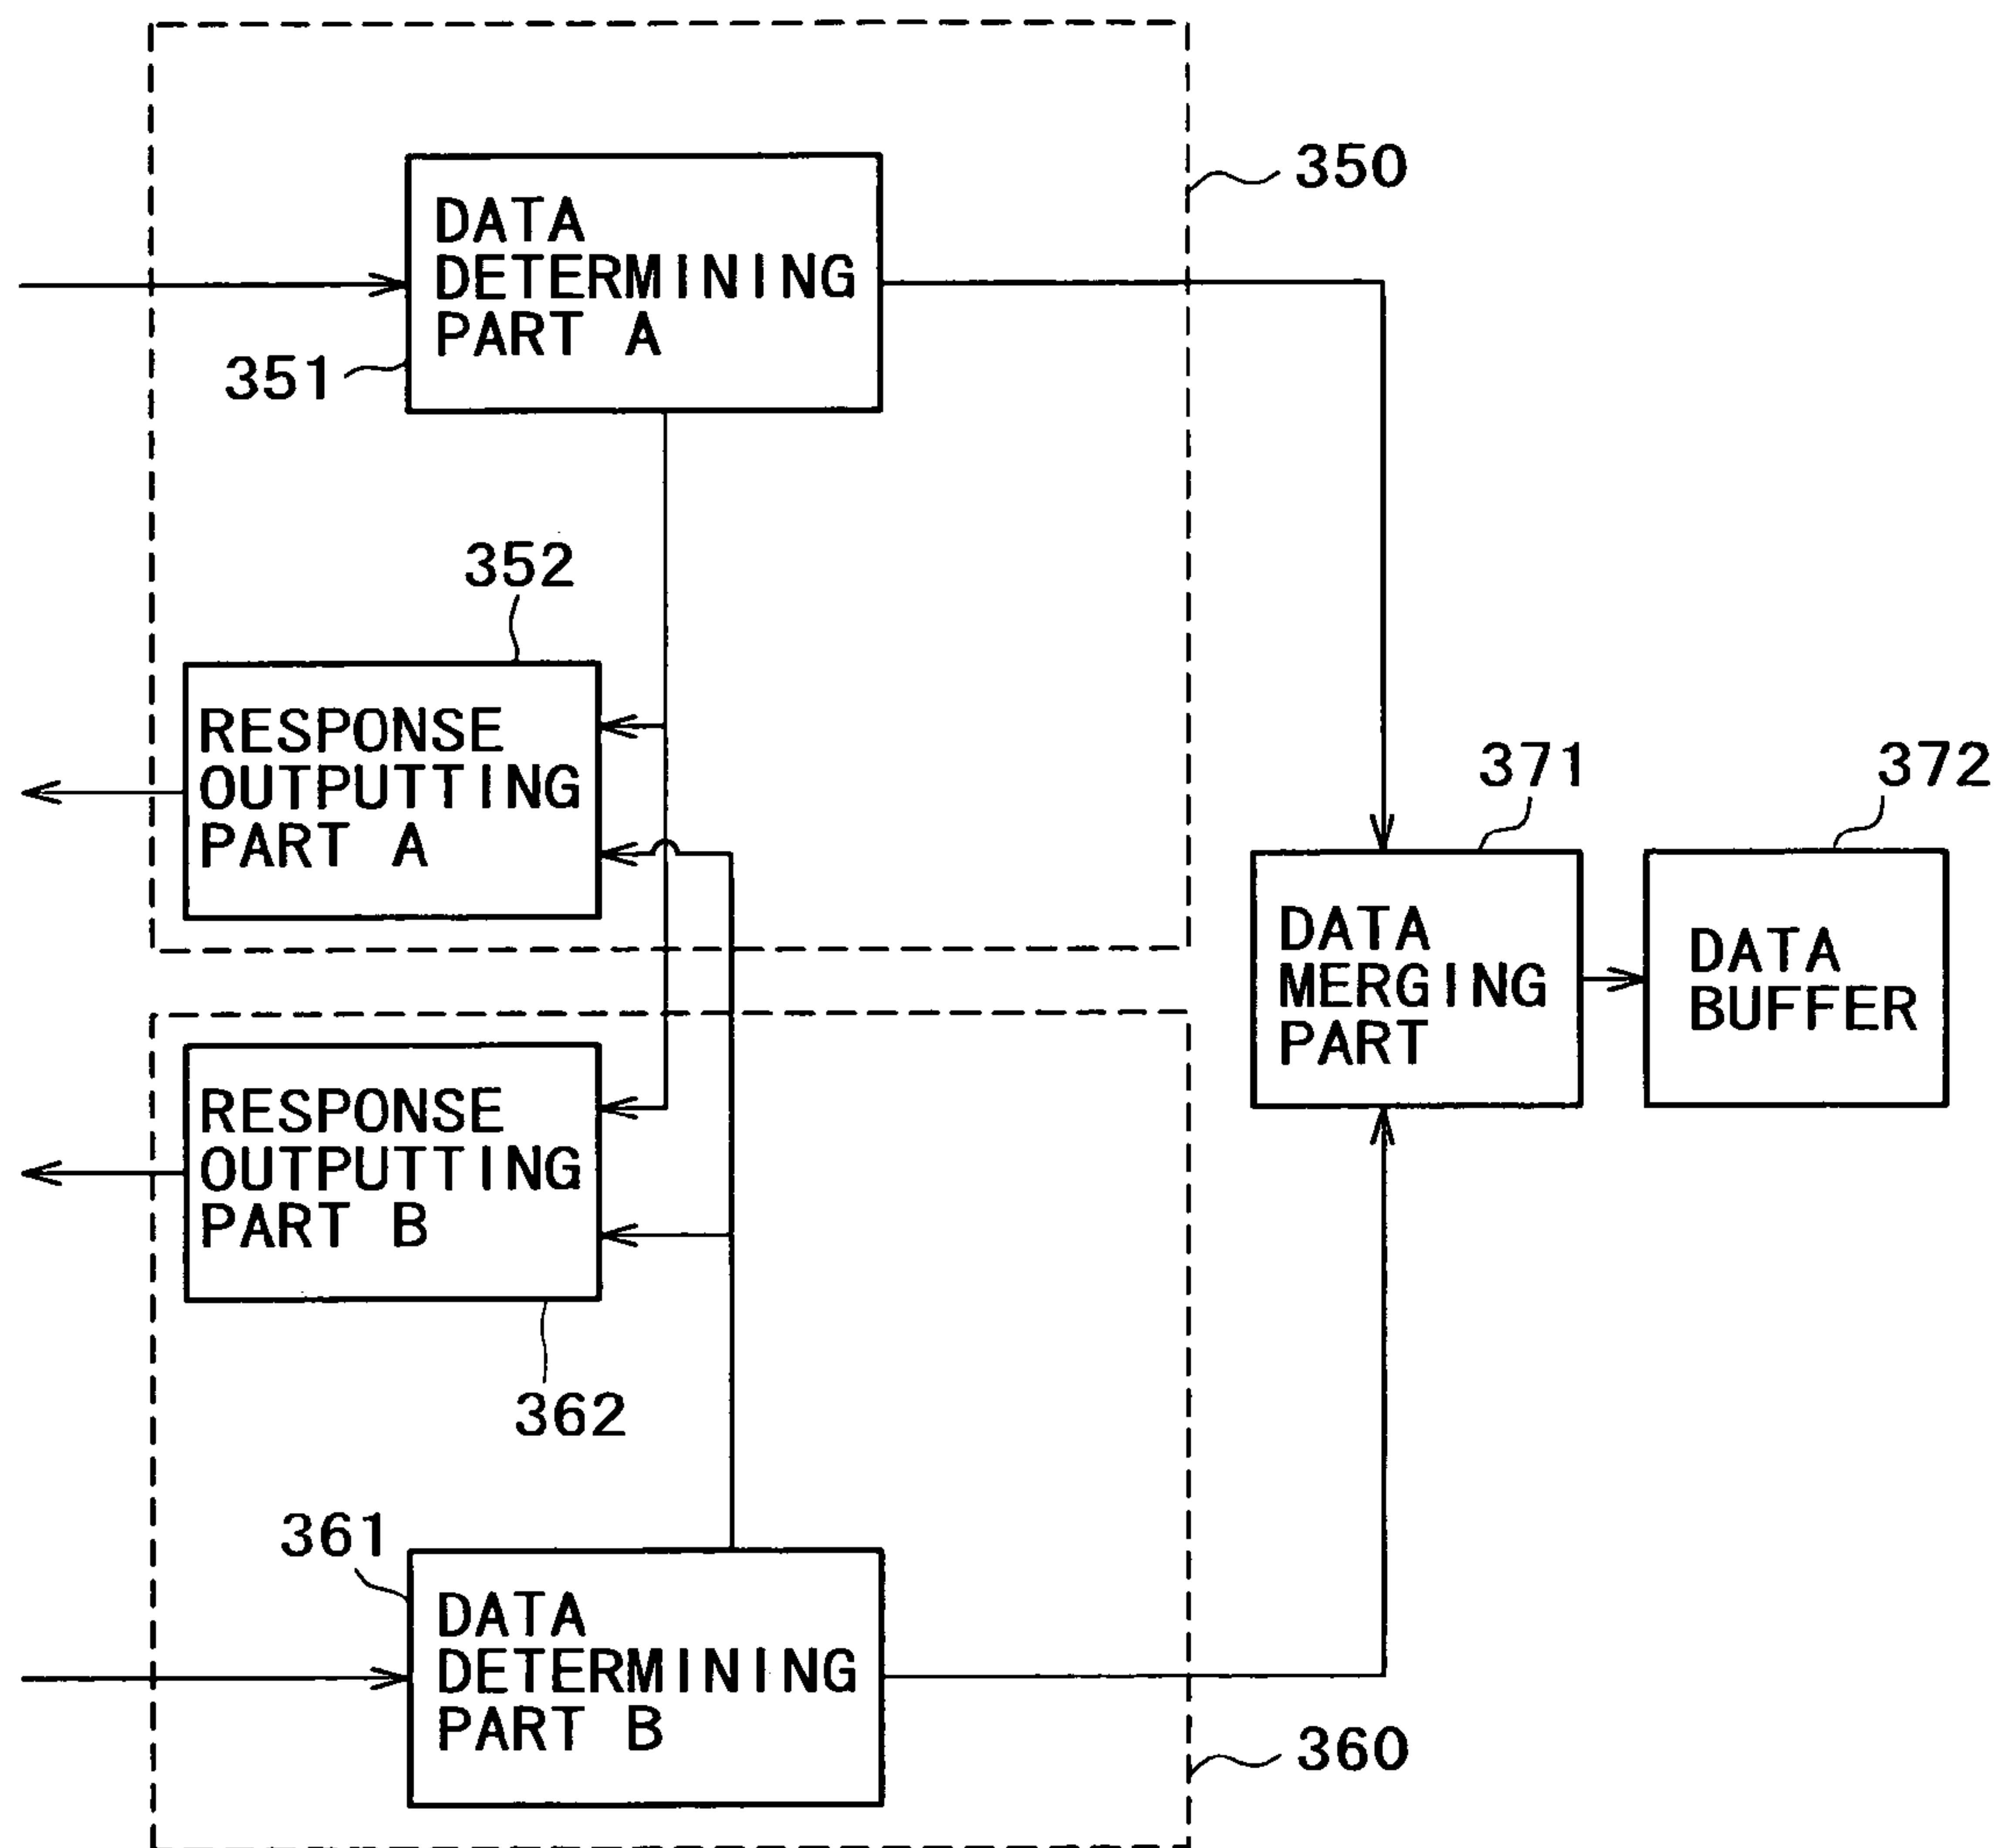 350
DATA
DETERMINING
PART A
351
352
RESPONSE
OUTPUTTING
PART A
371
372
DATA
MERGING
PART
DATA
BUFFER
RESPONSE
OUTPUTTING
PART B
362
361
DATA
DETERMINING
PART B
360